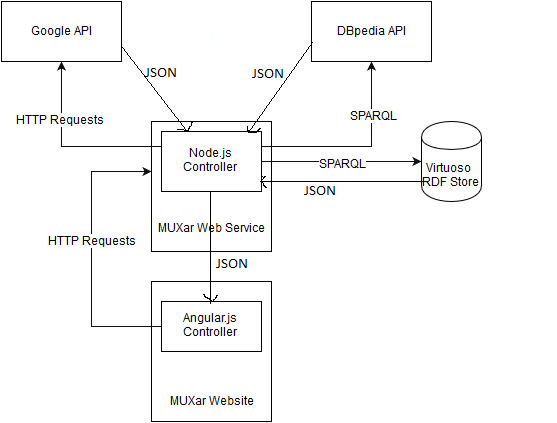 Google API
DBpedia API
JSON
JSON
HTTP Requests
SPARQL
Node.js
Controller
SPARQL
Virtuoso
RDF Store
JSON
MUXar Web Service
HTTP Requests
JSON
Angular.js
Controller
MUXar Website